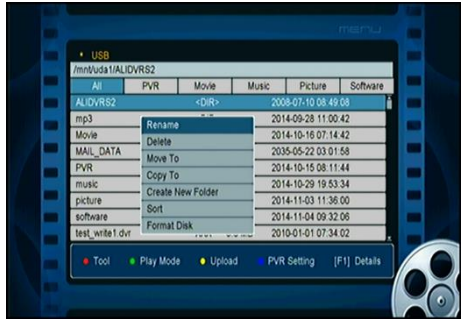 menu
USB
/mnt/uda1/ALIDVRS2
All PVR Movie Music Picture Software
ALIDVRS2 <DIR> 2008-07-10 08:49:08
mp3 2014-09-28 11:00:42
Movie 2014-10-16 07:14:42
MAIL_DATA 2035-05-22 03:01:58
PVR 2014-10-15 08:11:44
music 2014-10-29 19:53:34
picture 2014-11-03 11:36:00
software 2014-11-04 09:32:06
test_write1.dvr 2010-01-01 07:34:02
Rename
Delete
Move To
Copy To
Create New Folder
Sort
Format Disk
Tool Play Mode Upload PVR Setting [F1] Details